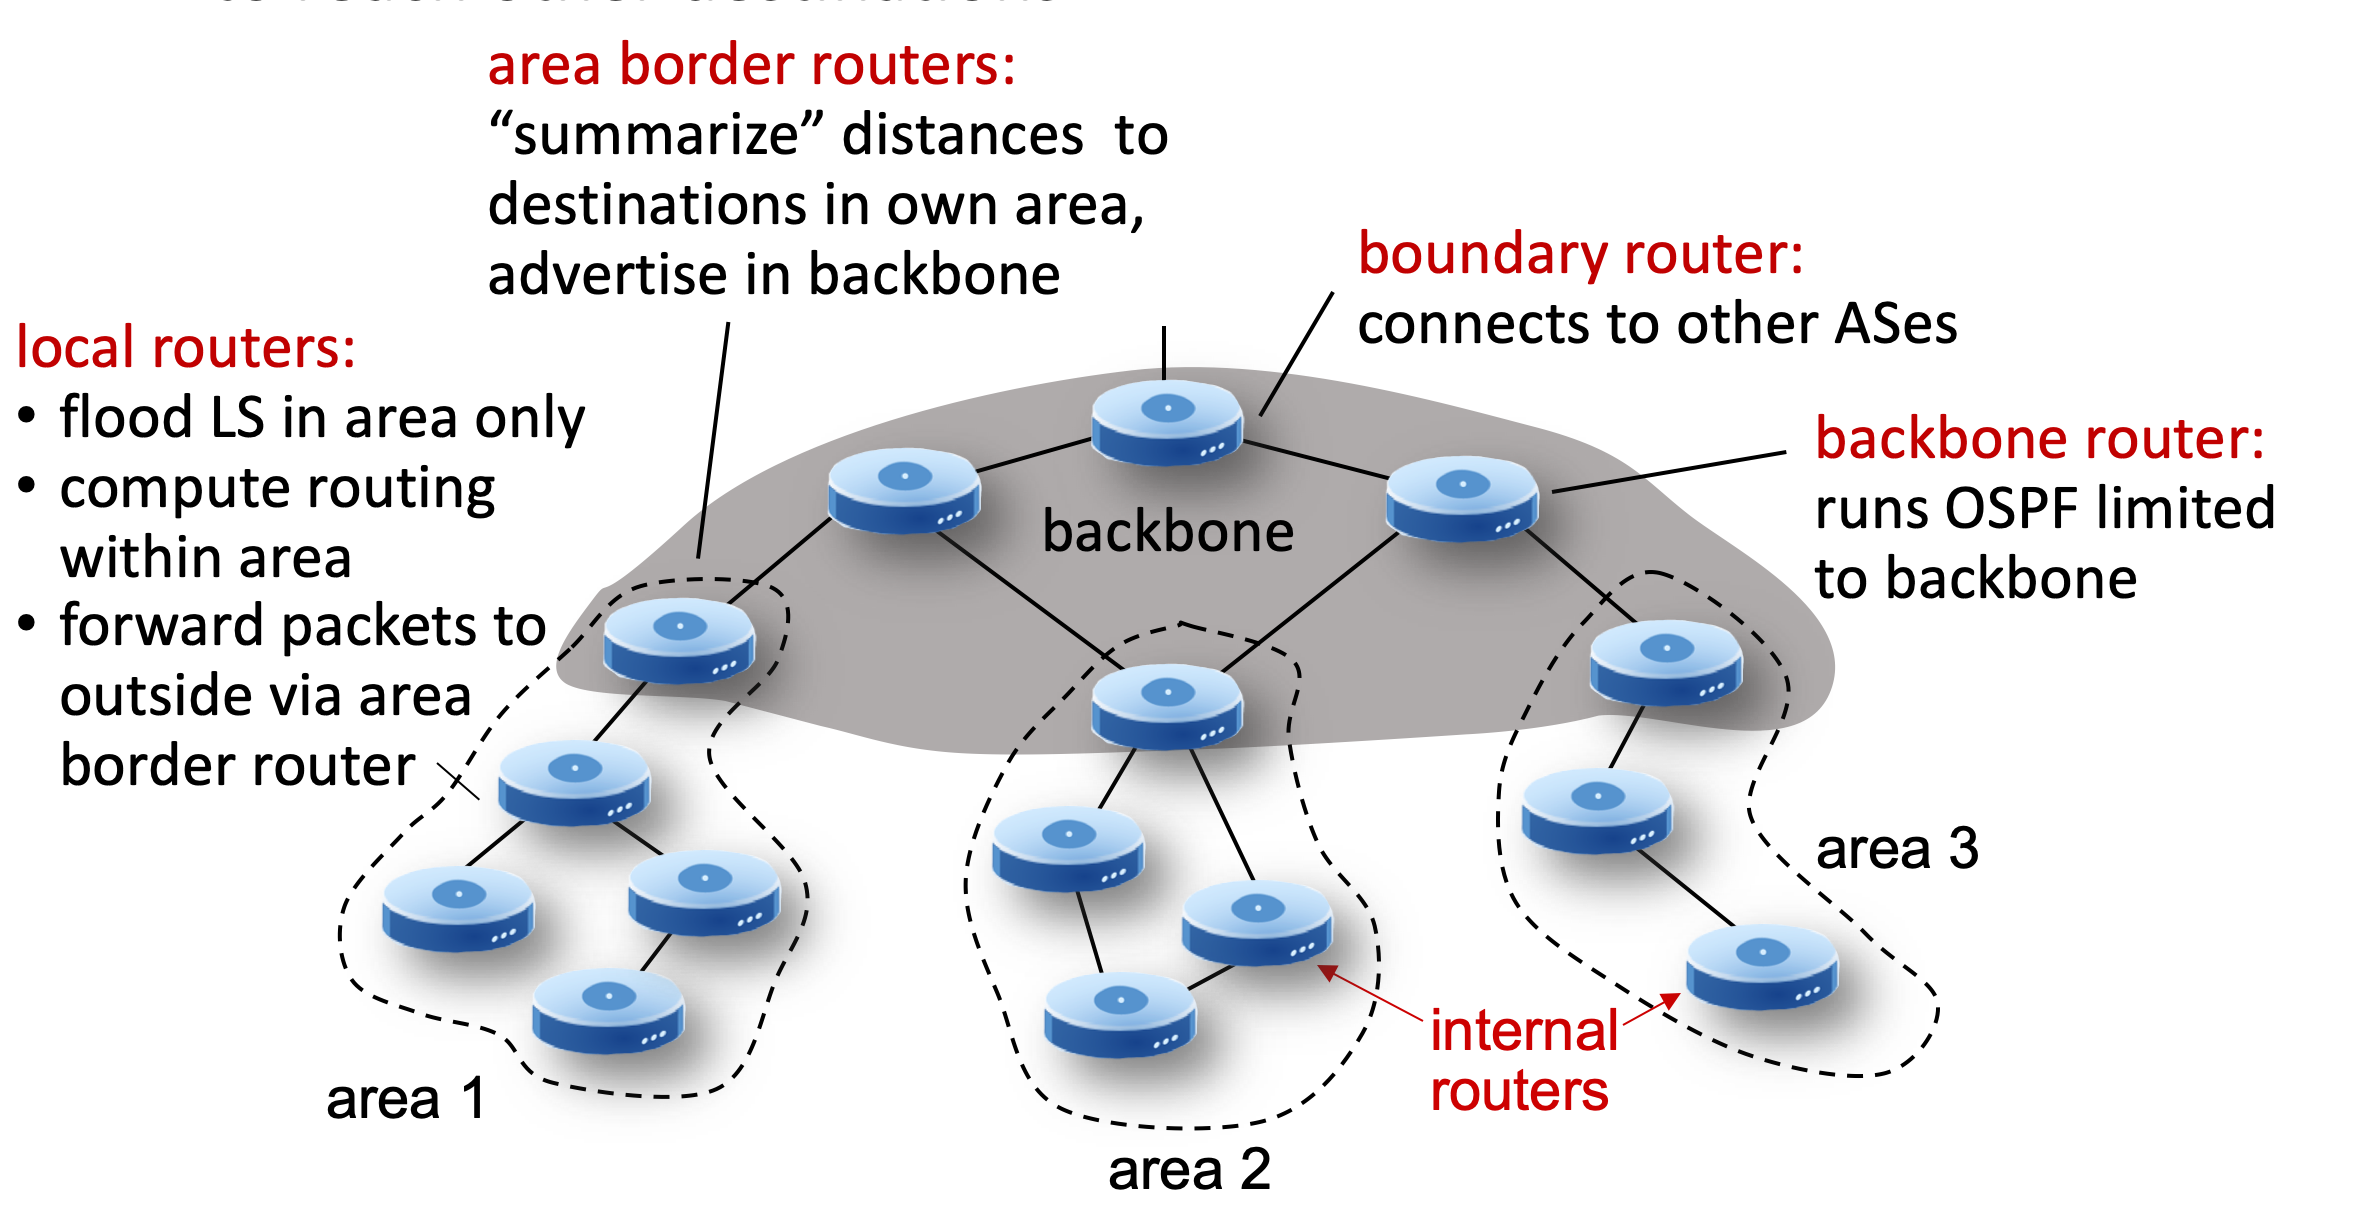 area border routers:
“summarize” distances to
destinations in own area,
advertise in backbone
boundary router:
connects to other ASes
local routers:
• flood LS in area only
• compute routing
within area
• forward packets to
outside via area
border router
backbone router:
runs OSPF limited
to backbone
backbone
area 3
internal
routers
area 1
area 2